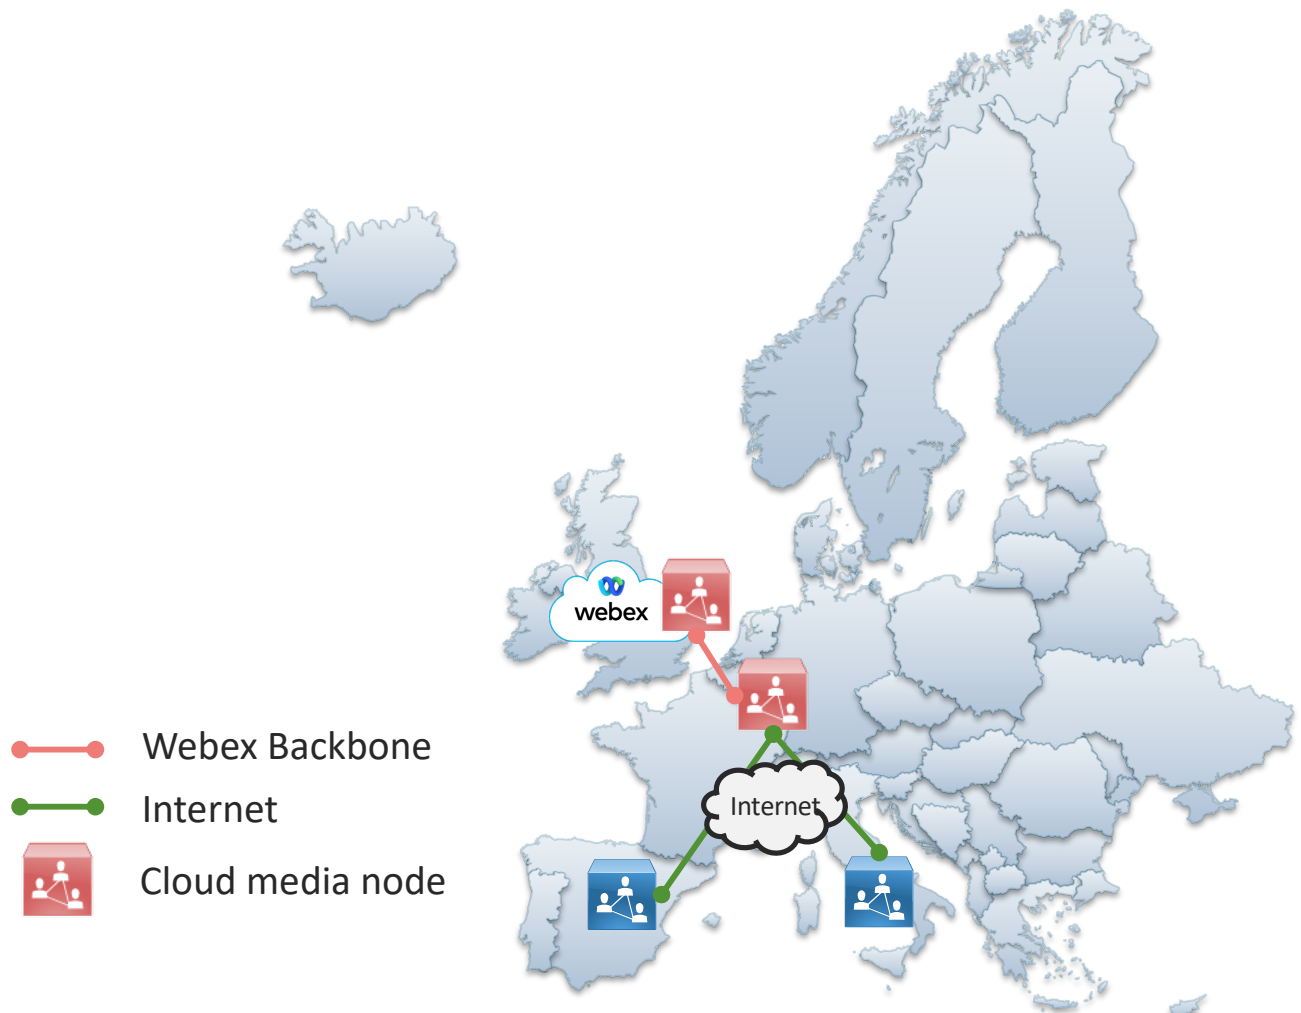 webex
Webex Backbone
Internet
Internet
Cloud media node